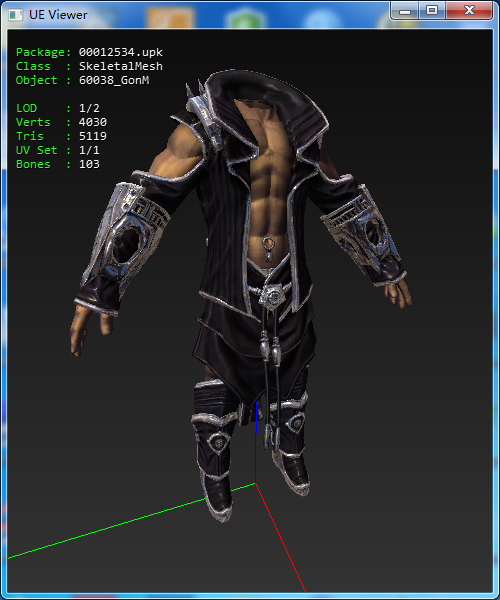 UE Viewer
Package: 00012534.upk
Class : SkeletalMesh
Object : 60038_GonM
LOD : 1/2
Verts : 4030
Tris : 5119
UV Set : 1/1
Bones : 103